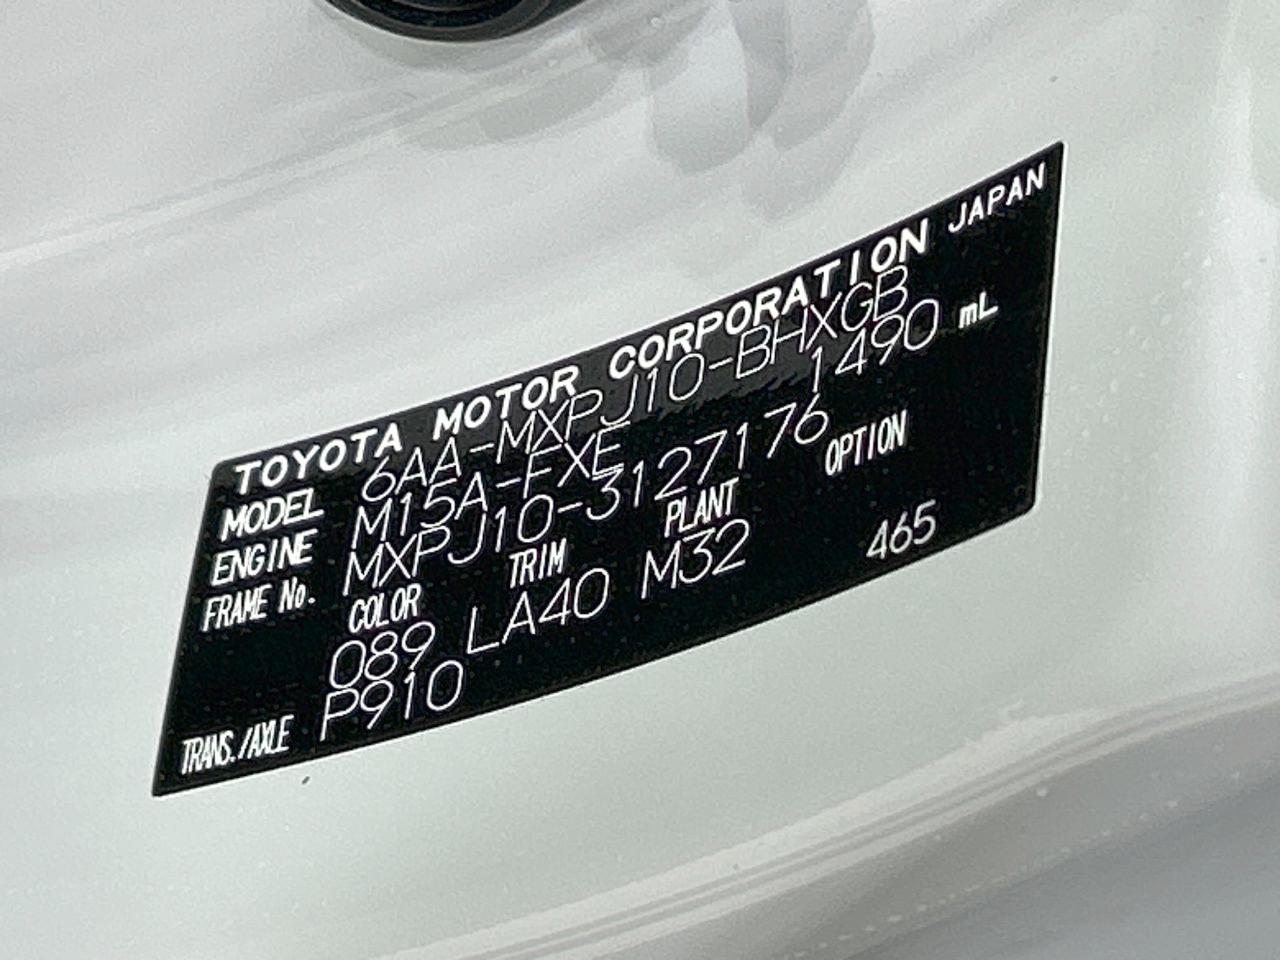 TOYOTA MOTOR CORPORATION JAPAN
MODEL 6AA-MXPJ10-BHXGB
ENGINE M15A-FXE 1490 mL
FRAME No. MXPJ10-3127176
COLOR TRIM PLANT OPTION
089 LA40 M32 465
TRANS./AXLE P910